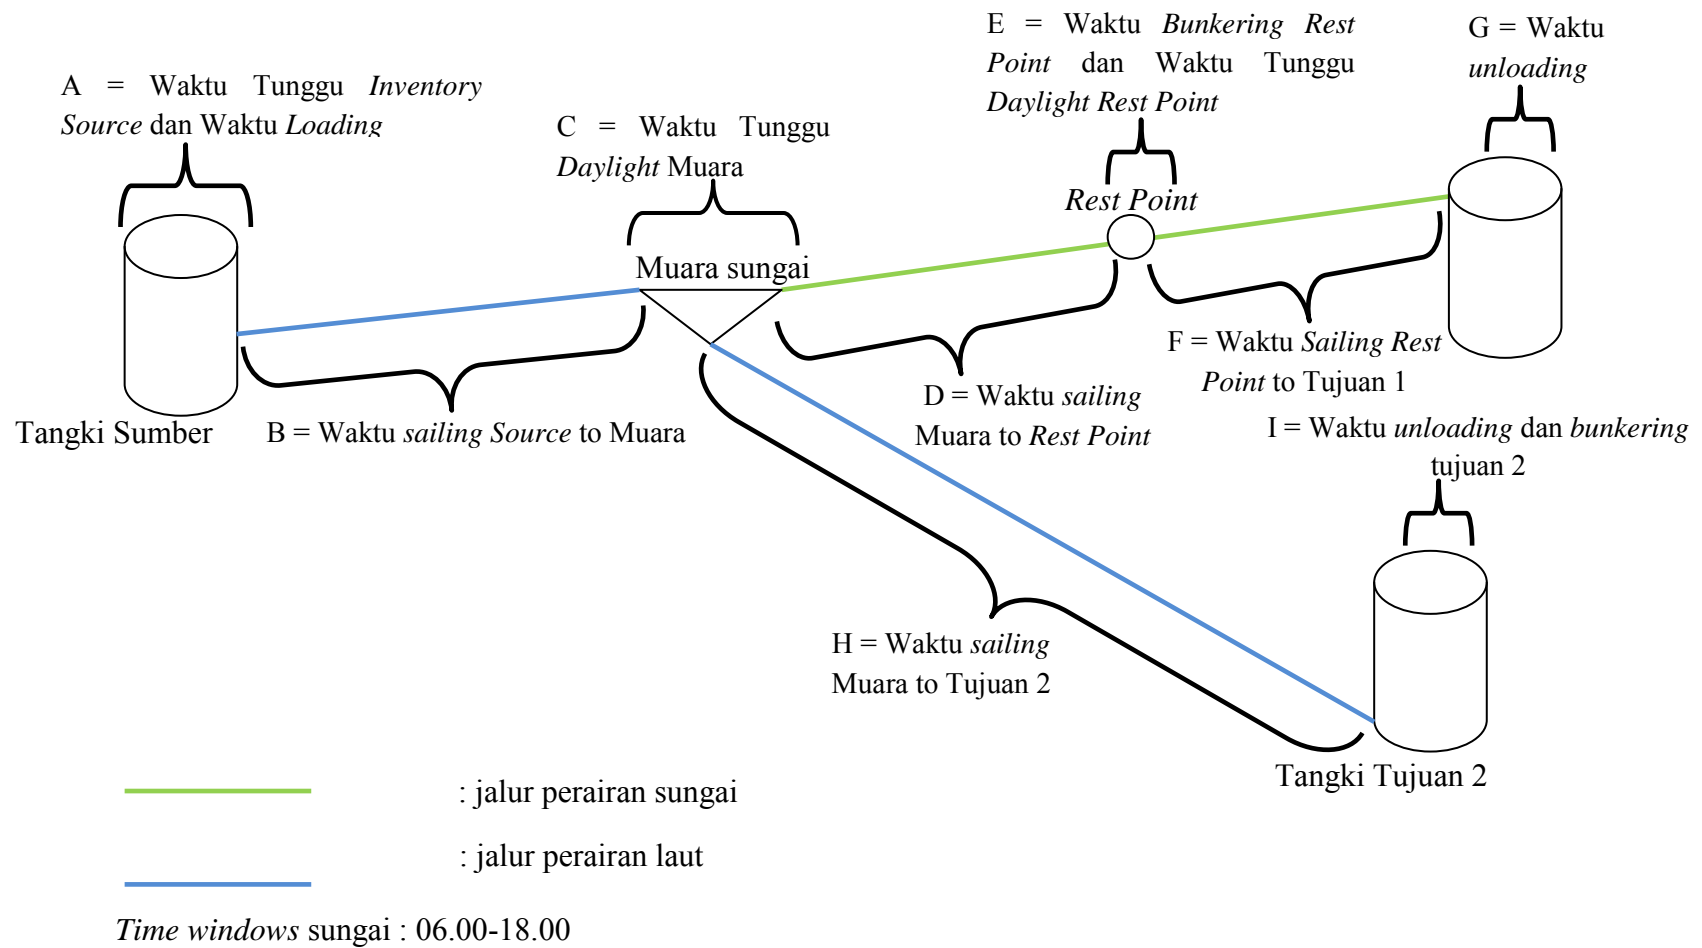 E = Waktu Bunkering Rest
Point dan Waktu Tunggu
Daylight Rest Point
G = Waktu
unloading
A = Waktu Tunggu Inventory
Source dan Waktu Loading
C = Waktu Tunggu
Daylight Muara
Rest Point
Muara sungai
F = Waktu Sailing Rest
Point to Tujuan 1
D = Waktu sailing
Muara to Rest Point
Tangki Sumber
B = Waktu sailing Source to Muara
I = Waktu unloading dan bunkering
tujuan 2
H = Waktu sailing
Muara to Tujuan 2
Tangki Tujuan 2
: jalur perairan sungai
: jalur perairan laut
Time windows sungai : 06.00-18.00